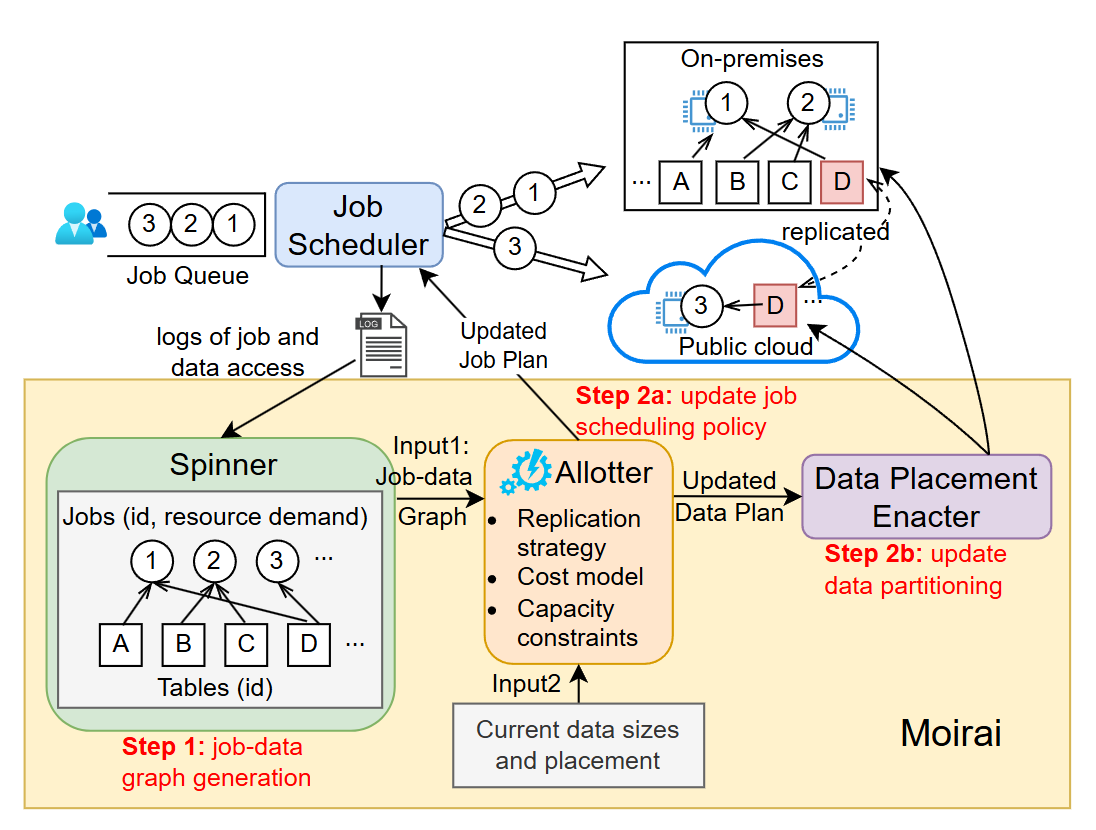 On-premises
1 2
... A B C D
replicated
3 2 1
Job Queue
Job
Scheduler
2 1
3
3 D ...
Public cloud
LOG
logs of job and
data access
Updated
Job Plan
Step 2a: update job
scheduling policy
Spinner
Jobs (id, resource demand)
1 2 3 ...
A B C D ...
Tables (id)
Step 1: job-data
graph generation
Input1:
Job-data
Graph
Allotter
• Replication
strategy
• Cost model
• Capacity
constraints
Input2
Current data sizes
and placement
Updated
Data Plan
Data Placement
Enacter
Step 2b: update
data partitioning
Moirai